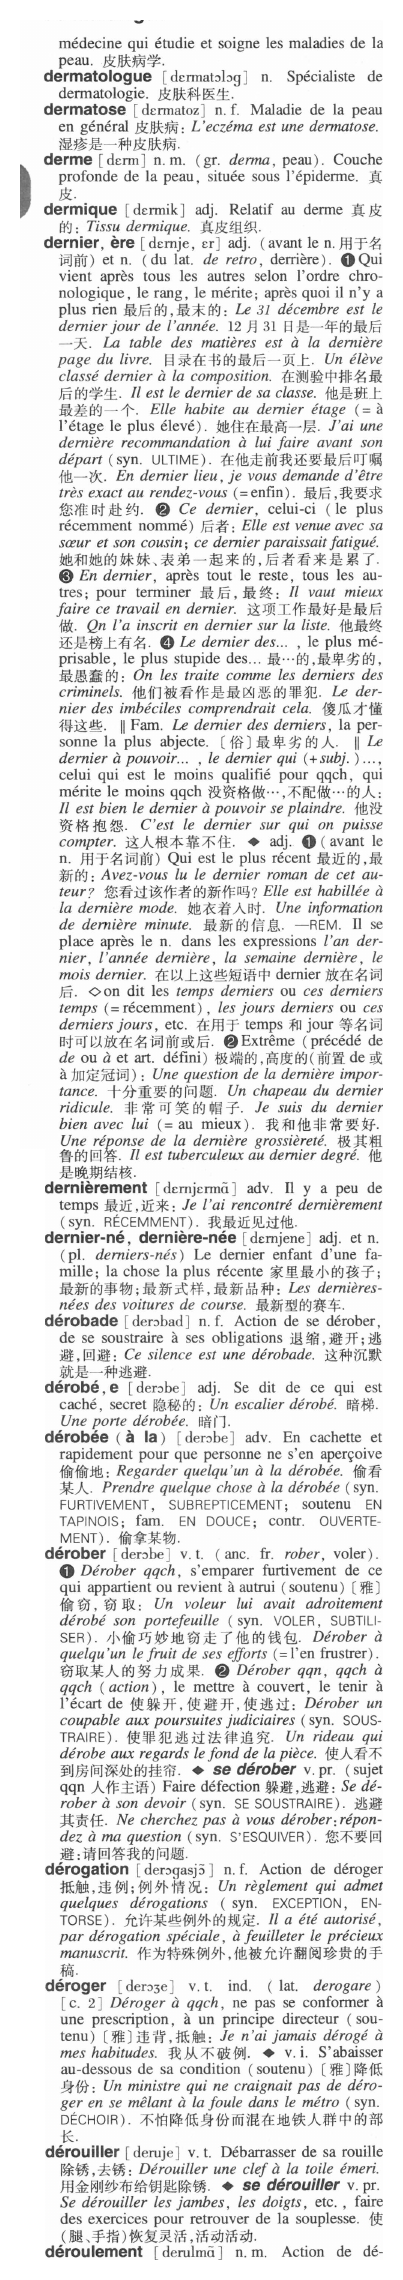 médecine qui étudie et soigne les maladies de la
peau. 皮肤病学.
dermatologue [dεrmatɔlɔg] n. Spécialiste de
dermatologie. 皮肤科医生.
dermatose [dεrmatoz] n. f. Maladie de la peau
en général 皮肤病: L'eczéma est une dermatose.
湿疹是一种皮肤病.
derme [dεrm] n. m. (gr. derma, peau). Couche
profonde de la peau, située sous l'épiderme. 真
皮.
dermique [dεrmik] adj. Relatif au derme 真皮
的: Tissu dermique. 真皮组织.
dernier, ère [dεrnje, εr] adj. (avant le n. 用于名
词前) et n. (du lat. de retro, derrière). ❶ Qui
vient après tous les autres selon l'ordre chro-
nologique, le rang, le mérite; après quoi il n'y a
plus rien 最后的,最末的: Le 31 décembre est le
dernier jour de l'année. 12 月 31 日是一年的最后
一天. La table des matières est à la dernière
page du livre. 目录在书的最后一页上. Un élève
classé dernier à la composition. 在测验中排名最
后的学生. Il est le dernier de sa classe. 他是班上
最差的一个. Elle habite au dernier étage (= à
l'étage le plus élevé). 她住在最高一层. J'ai une
dernière recommandation à lui faire avant son
départ (syn. ULTIME). 在他走前我还要最后叮嘱
他一次. En dernier lieu, je vous demande d'être
très exact au rendez-vous (=enfin). 最后,我要求
您准时赴约. ❷ Ce dernier, celui-ci (le plus
récemment nommé) 后者: Elle est venue avec sa
sœur et son cousin; ce dernier paraissait fatigué.
她和她的妹妹、表弟一起来的,后者看来是累了.
❸ En dernier, après tout le reste, tous les au-
tres; pour terminer 最后,最终: Il vaut mieux
faire ce travail en dernier. 这项工作最好是最后
做. Qn l'a inscrit en dernier sur la liste. 他最终
还是榜上有名. ❹ Le dernier des... , le plus mé-
prisable, le plus stupide des... 最…的,最卑劣的,
最愚蠢的: On les traite comme les derniers des
criminels. 他们被看作是最凶恶的罪犯. Le der-
nier des imbéciles comprendrait cela. 傻瓜才懂
得这些. ‖ Fam. Le dernier des derniers, la per-
sonne la plus abjecte. 〔俗〕最卑劣的人. ‖ Le
dernier à pouvoir... , le dernier qui (+subj. )...,
celui qui est le moins qualifié pour qqch, qui
mérite le moins qqch 没资格做…,不配做…的人:
Il est bien le dernier à pouvoir se plaindre. 他没
资格抱怨. C'est le dernier sur qui on puisse
compter. 这人根本靠不住. ◆ adj. ❶ (avant le
n. 用于名词前) Qui est le plus récent 最近的,最
新的: Avez-vous lu le dernier roman de cet au-
teur? 您看过该作者的新作吗? Elle est habillée à
la dernière mode. 她衣着入时. Une information
de dernière minute. 最新的信息. —REM. Il se
place après le n. dans les expressions l'an der-
nier, l'année dernière, la semaine dernière, le
mois dernier. 在以上这些短语中 dernier 放在名词
后. ◇on dit les temps derniers ou ces derniers
temps (=récemment), les jours derniers ou ces
derniers jours, etc. 在用于 temps 和 jour 等名词
时可以放在名词前或后. ❷ Extrême (précédé de
de ou à et art. défini) 极端的,高度的(前置 de 或
à 加定冠词): Une question de la dernière impor-
tance. 十分重要的问题. Un chapeau du dernier
ridicule. 非常可笑的帽子. Je suis du dernier
bien avec lui (= au mieux). 我和他非常要好.
Une réponse de la dernière grossièreté. 极其粗
鲁的回答. Il est tuberculeux au dernier degré. 他
是晚期结核.
dernièrement [dεrnjεrmã] adv. Il y a peu de
temps 最近,近来: Je l'ai rencontré dernièrement
(syn. RÉCEMMENT). 我最近见过他.
dernier-né, dernière-née [dεrnjene] adj. et n.
(pl. derniers-nés) Le dernier enfant d'une fa-
mille; la chose la plus récente 家里最小的孩子;
最新的事物;最新式样,最新品种: Les dernières-
nées des voitures de course. 最新型的赛车.
dérobade [derɔbad] n. f. Action de se dérober,
de se soustraire à ses obligations 退缩,避开;逃
避,回避: Ce silence est une dérobade. 这种沉默
就是一种逃避.
dérobé, e [derɔbe] adj. Se dit de ce qui est
caché, secret 隐秘的: Un escalier dérobé. 暗梯.
Une porte dérobée. 暗门.
dérobée (à la) [derɔbe] adv. En cachette et
rapidement pour que personne ne s'en aperçoive
偷偷地: Regarder quelqu'un à la dérobée. 偷看
某人. Prendre quelque chose à la dérobée (syn.
FURTIVEMENT, SUBREPTICEMENT; soutenu EN
TAPINOIS; fam. EN DOUCE; contr. OUVERTE-
MENT). 偷拿某物.
dérober [derɔbe] v. t. (anc. fr. rober, voler).
❶ Dérober qqch, s'emparer furtivement de ce
qui appartient ou revient à autrui (soutenu)〔雅〕
偷窃,窃取: Un voleur lui avait adroitement
dérobé son portefeuille (syn. VOLER, SUBTILI-
SER). 小偷巧妙地窃走了他的钱包. Dérober à
quelqu'un le fruit de ses efforts (=l'en frustrer).
窃取某人的努力成果. ❷ Dérober qqn, qqch à
qqch (action), le mettre à couvert, le tenir à
l'écart de 使躲开,使避开,使逃过: Dérober un
coupable aux poursuites judiciaires (syn. SOUS-
TRAIRE). 使罪犯逃过法律追究. Un rideau qui
dérobe aux regards le fond de la pièce. 使人看不
到房间深处的挂帘. ◆ se dérober v. pr. (sujet
qqn 人作主语) Faire défection 躲避,逃避: Se dé-
rober à son devoir (syn. SE SOUSTRAIRE). 逃避
其责任. Ne cherchez pas à vous dérober: répon-
dez à ma question (syn. S'ESQUIVER). 您不要回
避:请回答我的问题.
dérogation [derɔgasjɔ̃] n. f. Action de déroger
抵触,违例;例外情况: Un règlement qui admet
quelques dérogations ( syn. EXCEPTION, EN-
TORSE). 允许某些例外的规定. Il a été autorisé,
par dérogation spéciale, à feuilleter le précieux
manuscrit. 作为特殊例外,他被允许翻阅珍贵的手
稿.
déroger [derɔʒe] v. t. ind. ( lat. derogare )
[c. 2] Déroger à qqch, ne pas se conformer à
une prescription, à un principe directeur (sou-
tenu)〔雅〕违背,抵触: Je n'ai jamais dérogé à
mes habitudes. 我从不破例. ◆ v. i. S'abaisser
au-dessous de sa condition (soutenu)〔雅〕降低
身份: Un ministre qui ne craignait pas de déro-
ger en se mêlant à la foule dans le métro (syn.
DÉCHOIR). 不怕降低身份而混在地铁人群中的部
长.
dérouiller [deruje] v. t. Débarrasser de sa rouille
除锈,去锈: Dérouiller une clef à la toile émeri.
用金刚纱布给钥匙除锈. ◆ se dérouiller v. pr.
Se dérouiller les jambes, les doigts, etc. , faire
des exercices pour retrouver de la souplesse. 使
(腿、手指)恢复灵活,活动活动.
déroulement [derulmã] n. m. Action de dé-